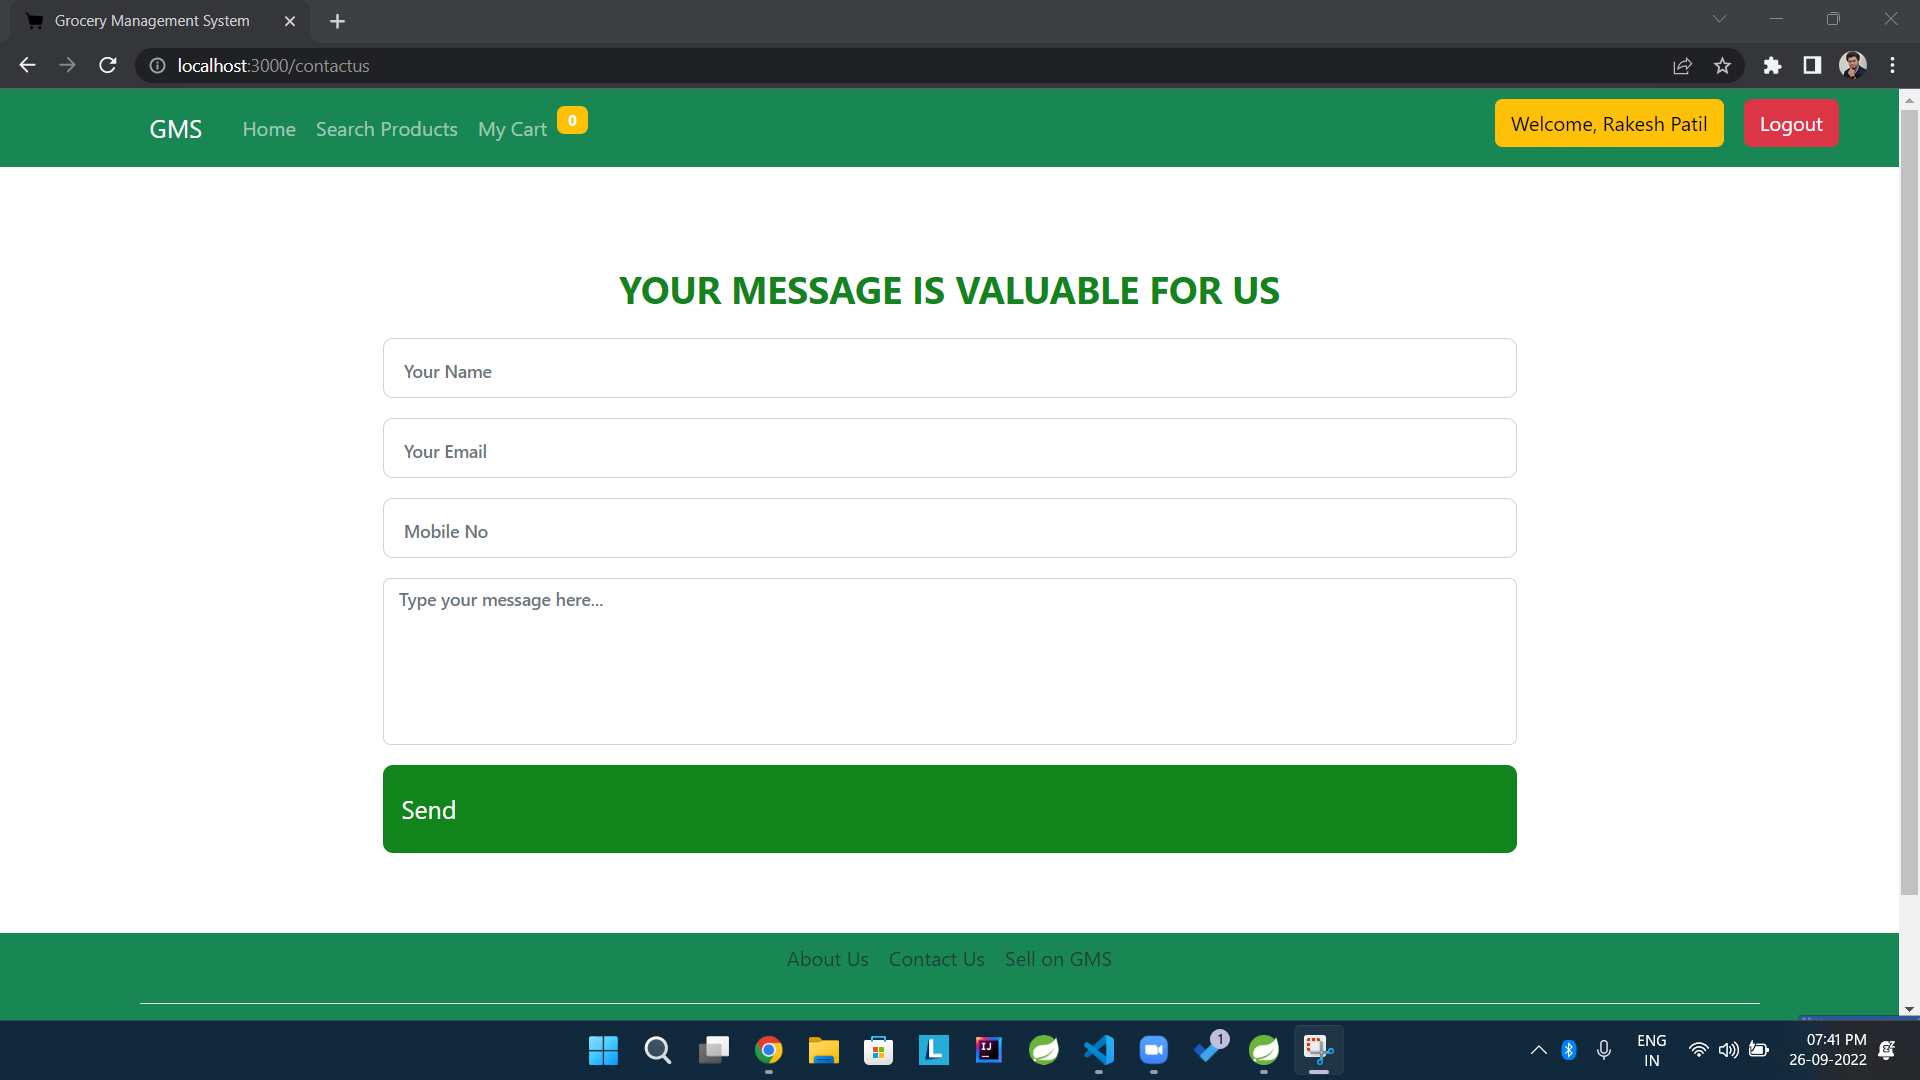 Grocery Management System
localhost:3000/contactus
GMS Home Search Products My Cart 0 Welcome, Rakesh Patil Logout
YOUR MESSAGE IS VALUABLE FOR US
Your Name
Your Email
Mobile No
Type your message here...
Send
About Us Contact Us Sell on GMS
L IJ 1 ENG 07:41 PM
IN 26-09-2022